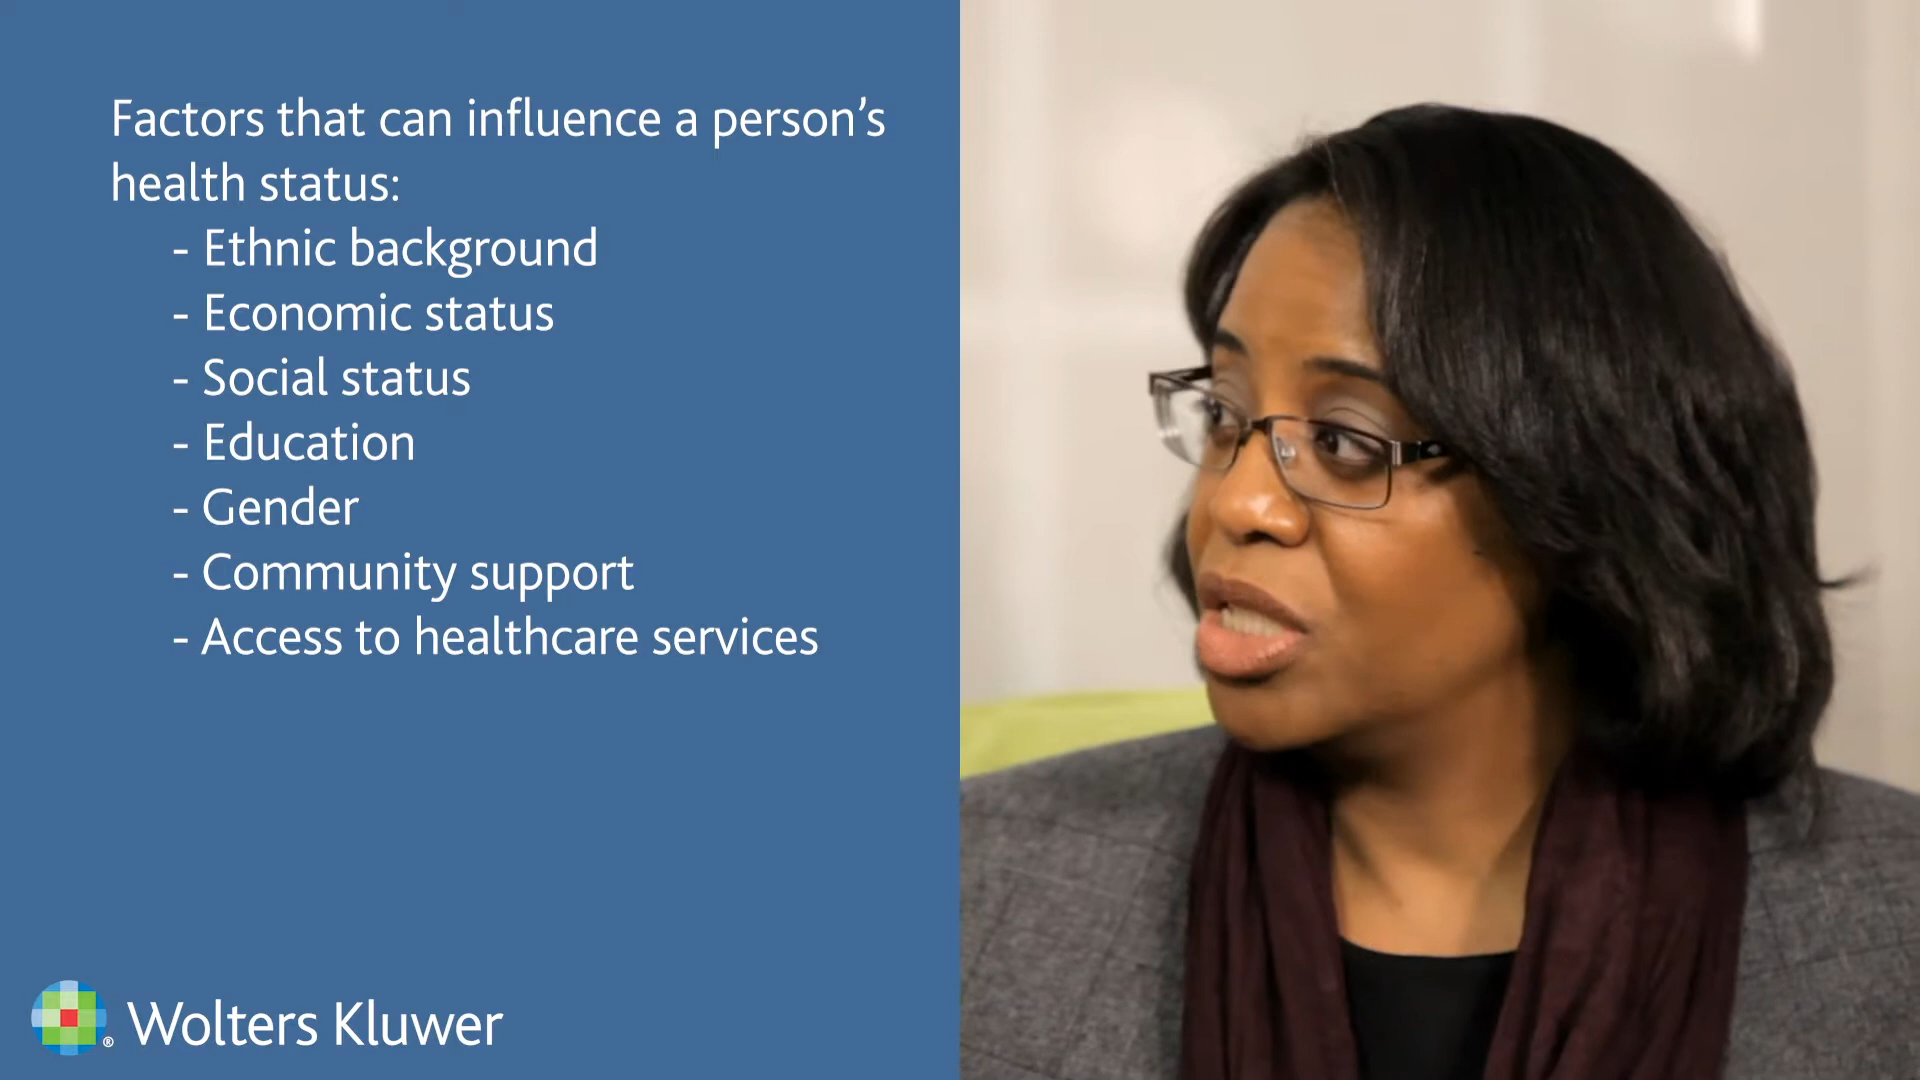 Factors that can influence a person’s
health status:
- Ethnic background
- Economic status
- Social status
- Education
- Gender
- Community support
- Access to healthcare services
® Wolters Kluwer